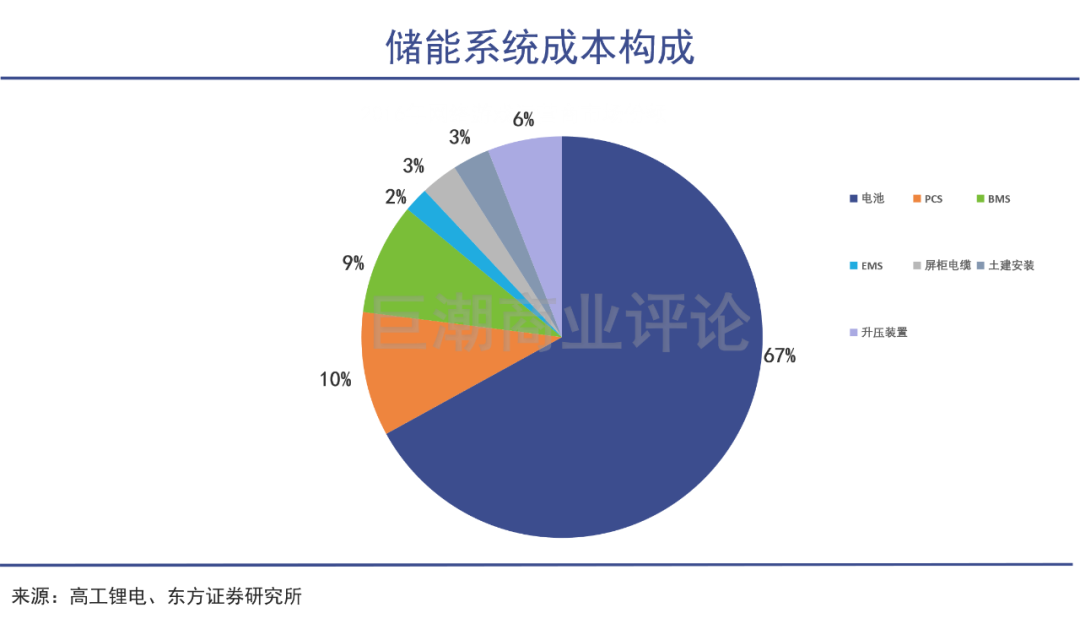 储能系统成本构成
6%
3%
3%
2%
9%
10%
67%
电池 PCS BMS
EMS 屏柜电缆 土建安装
升压装置
巨潮商业评论
来源：高工锂电、东方证券研究所